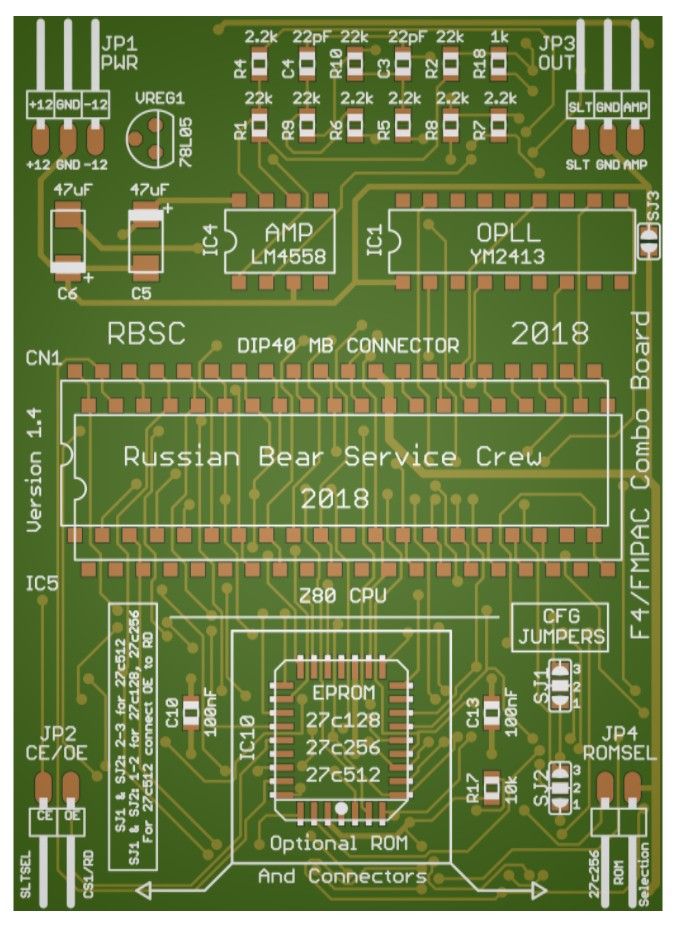 JP1
PWR
2.2k 22pF 22k 22pF 22k 1k
R4 C4 R10 C3 R2 R18
JP3
OUT
+12 GND -12
VREG1
78L05
22k 22k 2.2k 2.2k 2.2k 2.2k
R1 R9 R6 R5 R8 R7
SLT GND AMP
+12 GND -12
SLT GND AMP
47uF 47uF
+
+
C6 C5
IC4
AMP
LM4558
IC1
OPLL
YM2413
SJ3
RBSC
2018
DIP40 MB CONNECTOR
CN1
Version 1.4
Russian Bear Service Crew
2018
F4/FMPAC Combo Board
IC5
Z80 CPU
CFG
JUMPERS
SJ1 & SJ2: 2-3 for 27c512
SJ1 & SJ2: 1-2 for 27c128, 27c256
For 27c512 connect OE to RD
C10
100nF
IC10
EPROM
27c128
27c256
27c512
C13
100nF
SJ1
3
2
1
R17
10k
SJ2
3
2
1
JP2
CE/OE
JP4
ROMSEL
CE OE
SLTSEL
CS1/RD
Optional ROM
And Connectors
27c256
ROM
Selection